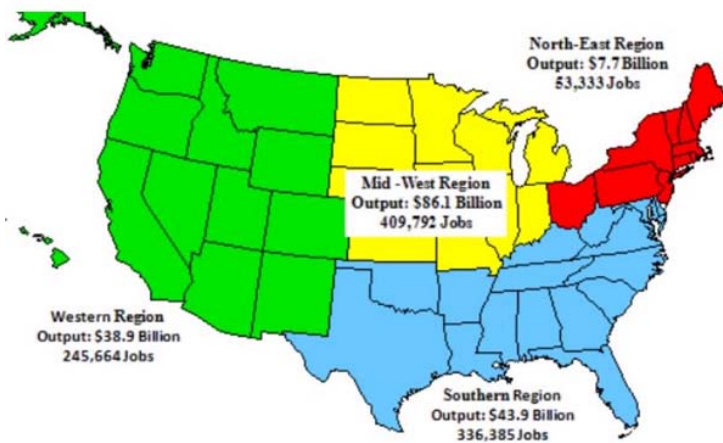 North-East Region
Output: $7.7 Billion
53,333 Jobs
Mid -West Region
Output: $86.1 Billion
409,792 Jobs
Western Region
Output: $38.9 Billion
245,664 Jobs
Southern Region
Output: $43.9 Billion
336,385 Jobs